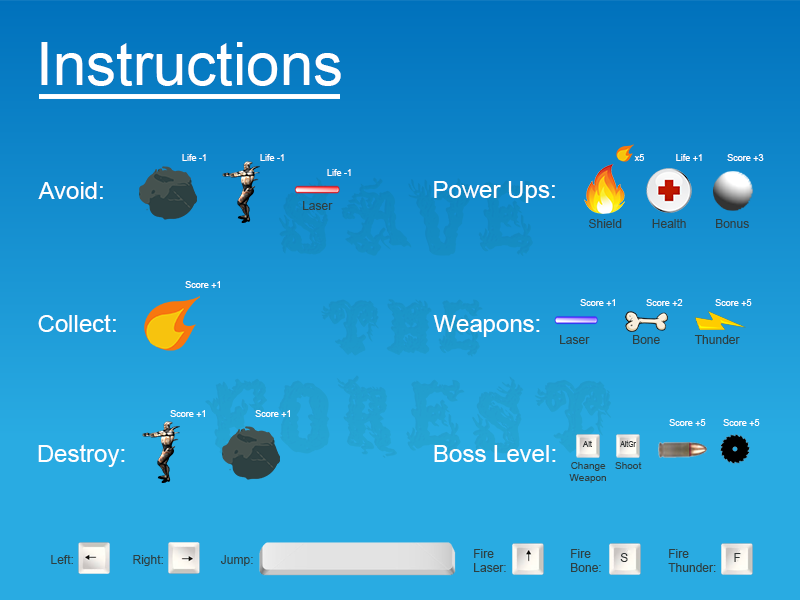 Instructions
Avoid:
Life -1
Life -1
Life -1
Laser
Power Ups:
x5
Shield
Life +1
Health
Score +3
Bonus
SAVE
THE
FOREST
Collect:
Score +1
Weapons:
Score +1
Laser
Score +2
Bone
Score +5
Thunder
Destroy:
Score +1
Score +1
Boss Level:
Alt
Change
Weapon
AltGr
Shoot
Score +5
Score +5
Left: ←
Right: →
Jump:
Fire
Laser: ↑
Fire
Bone: S
Fire
Thunder: F